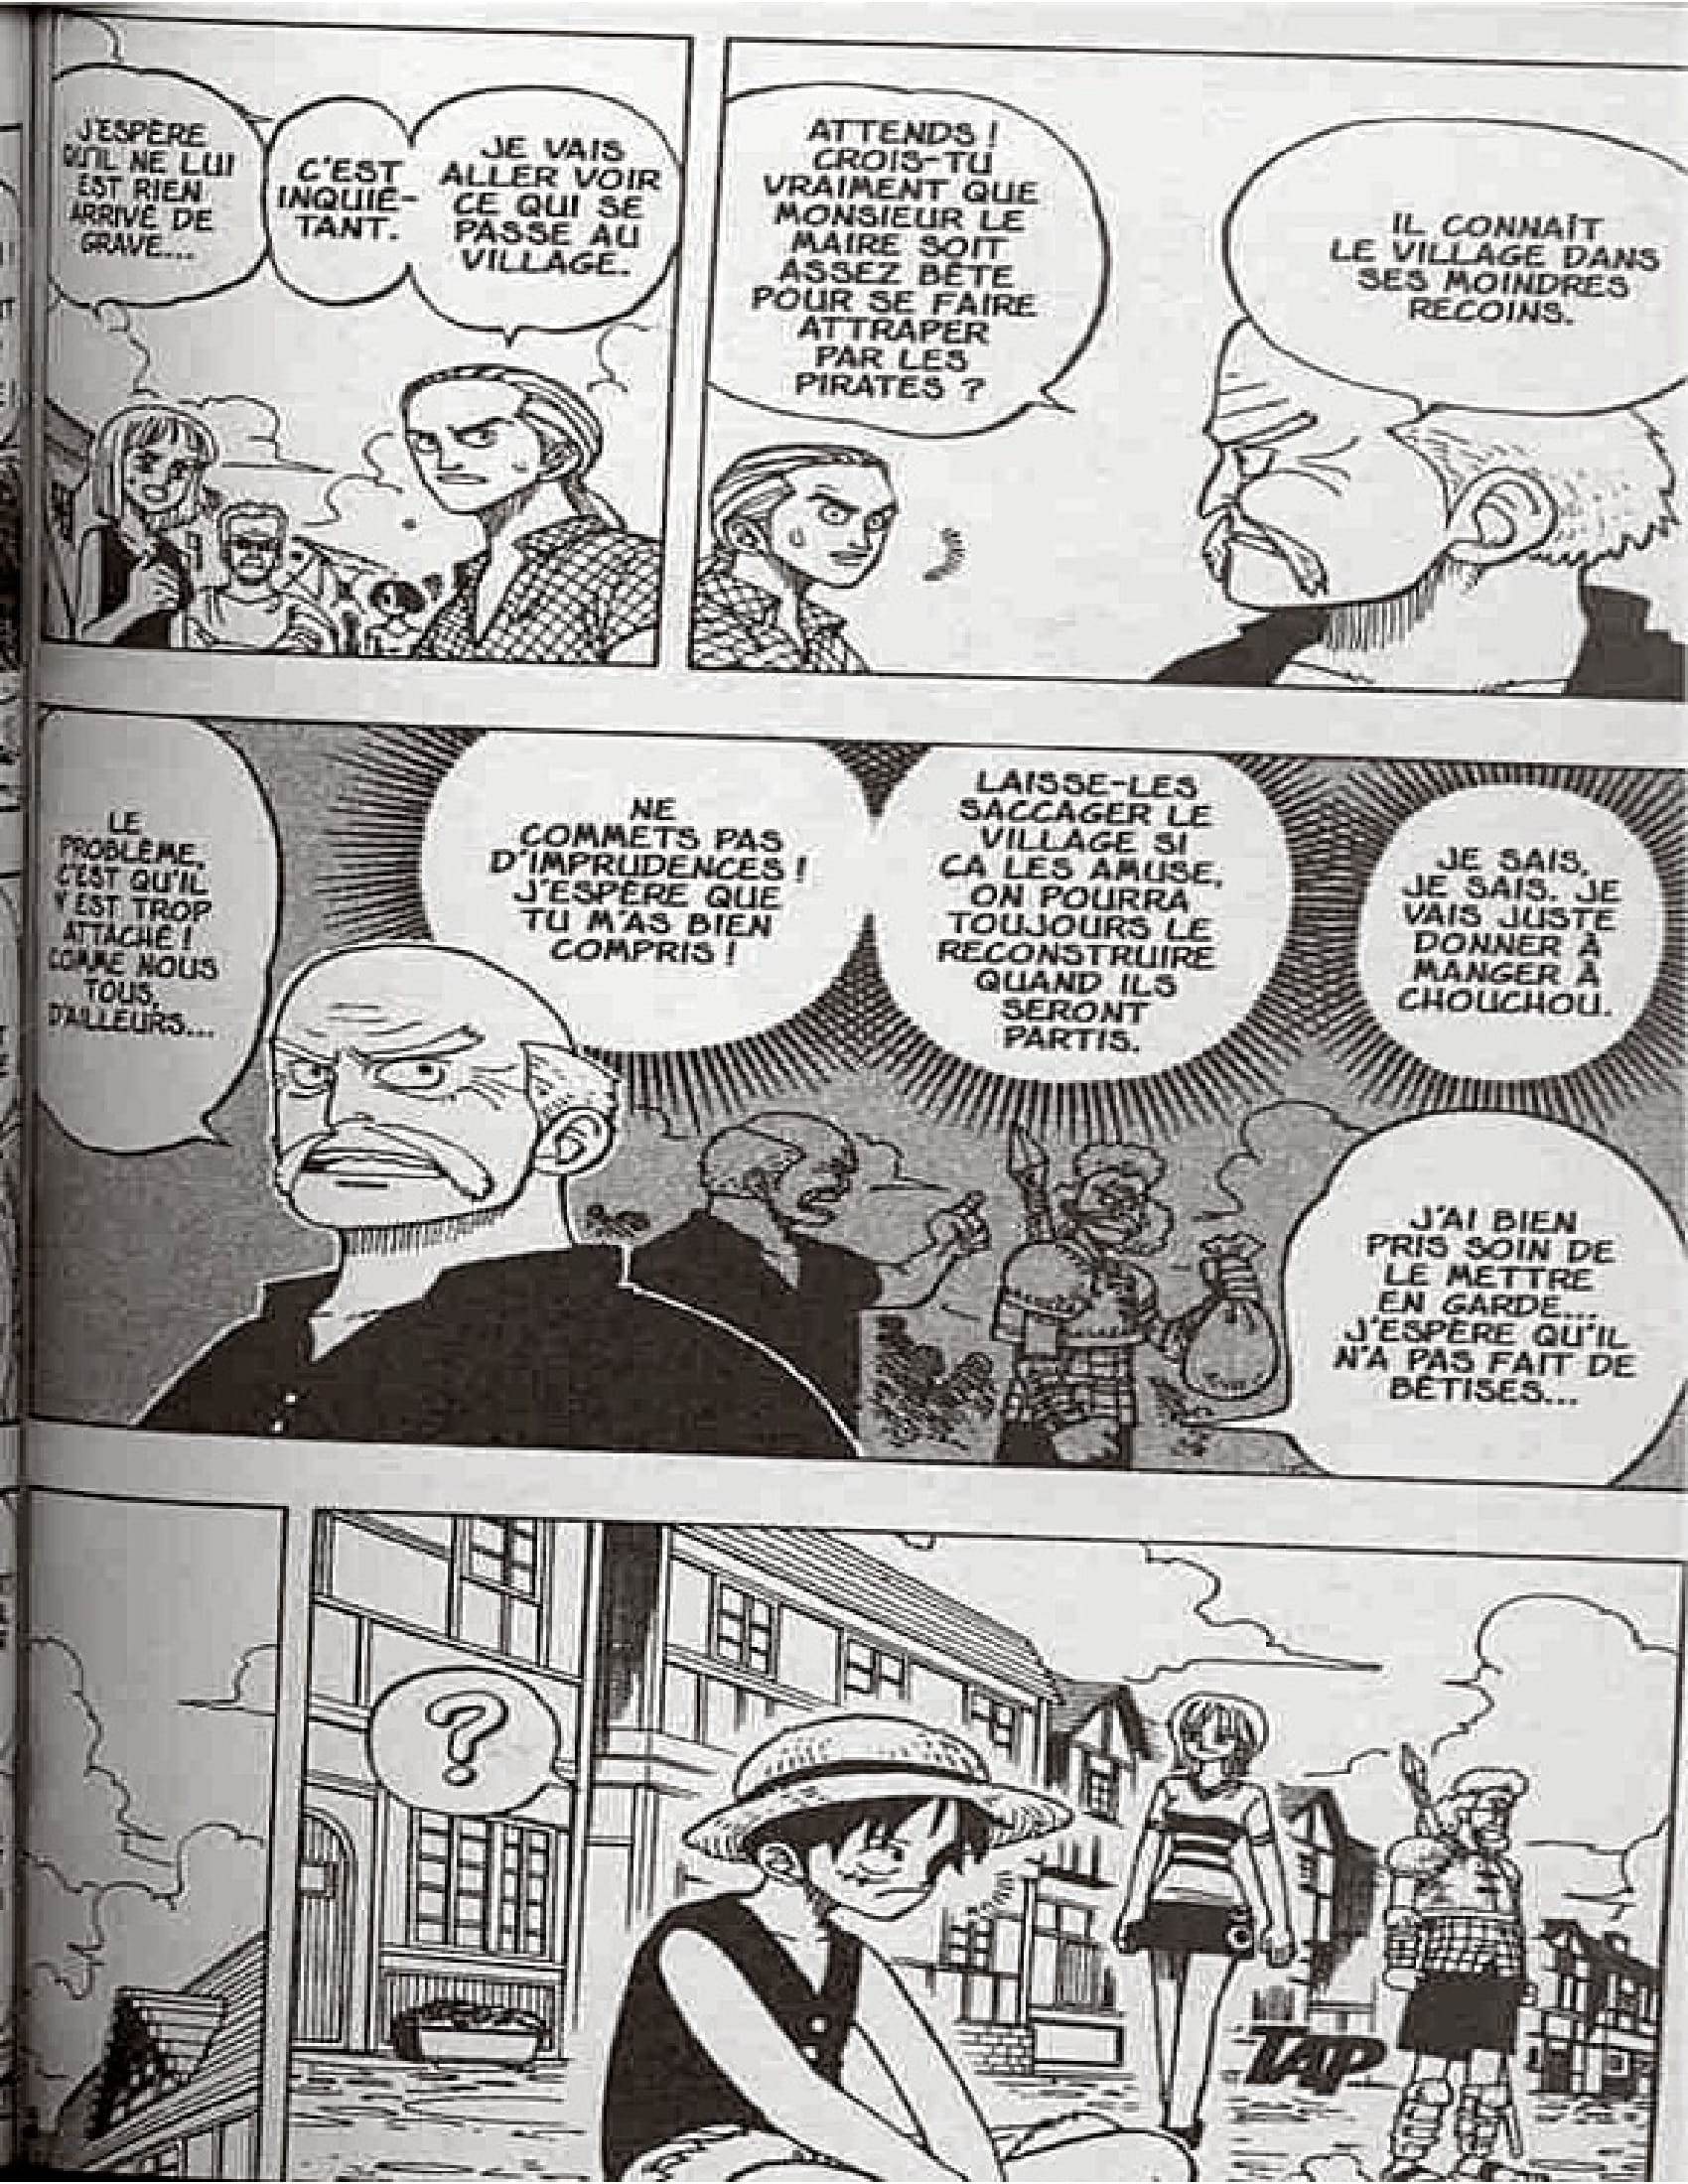 IL CONNAÎT
LE VILLAGE DANS
SES MOINDRES
RECOINS.
ATTENDS !
CROIS-TU
VRAIMENT QUE
MONSIEUR LE
MAIRE SOIT
ASSEZ BÊTE
POUR SE FAIRE
ATTRAPER
PAR LES
PIRATES ?
JE VAIS
ALLER VOIR
CE QUI SE
PASSE AU
VILLAGE.
C'EST
INQUIÉ-
TANT.
J'ESPÈRE
QU'IL NE LUI
EST RIEN
ARRIVÉ DE
GRAVE...
JE SAIS,
JE SAIS. JE
VAIS JUSTE
DONNER À
MANGER À
CHOUCHOU.
J'AI BIEN
PRIS SOIN DE
LE METTRE
EN GARDE...
J'ESPÈRE QU'IL
N'A PAS FAIT DE
BÊTISES...
LAISSE-LES
SACCAGER LE
VILLAGE SI
CA LES AMUSE,
ON POURRA
TOUJOURS LE
RECONSTRUIRE
QUAND ILS
SERONT
PARTIS.
NE
COMMETS PAS
D'IMPRUDENCES !
J'ESPÈRE QUE
TU M'AS BIEN
COMPRIS !
LE
PROBLÈME,
C'EST QU'IL
Y EST TROP
ATTACHÉ !
COMME NOUS
TOUS,
D'AILLEURS...
TAP
?